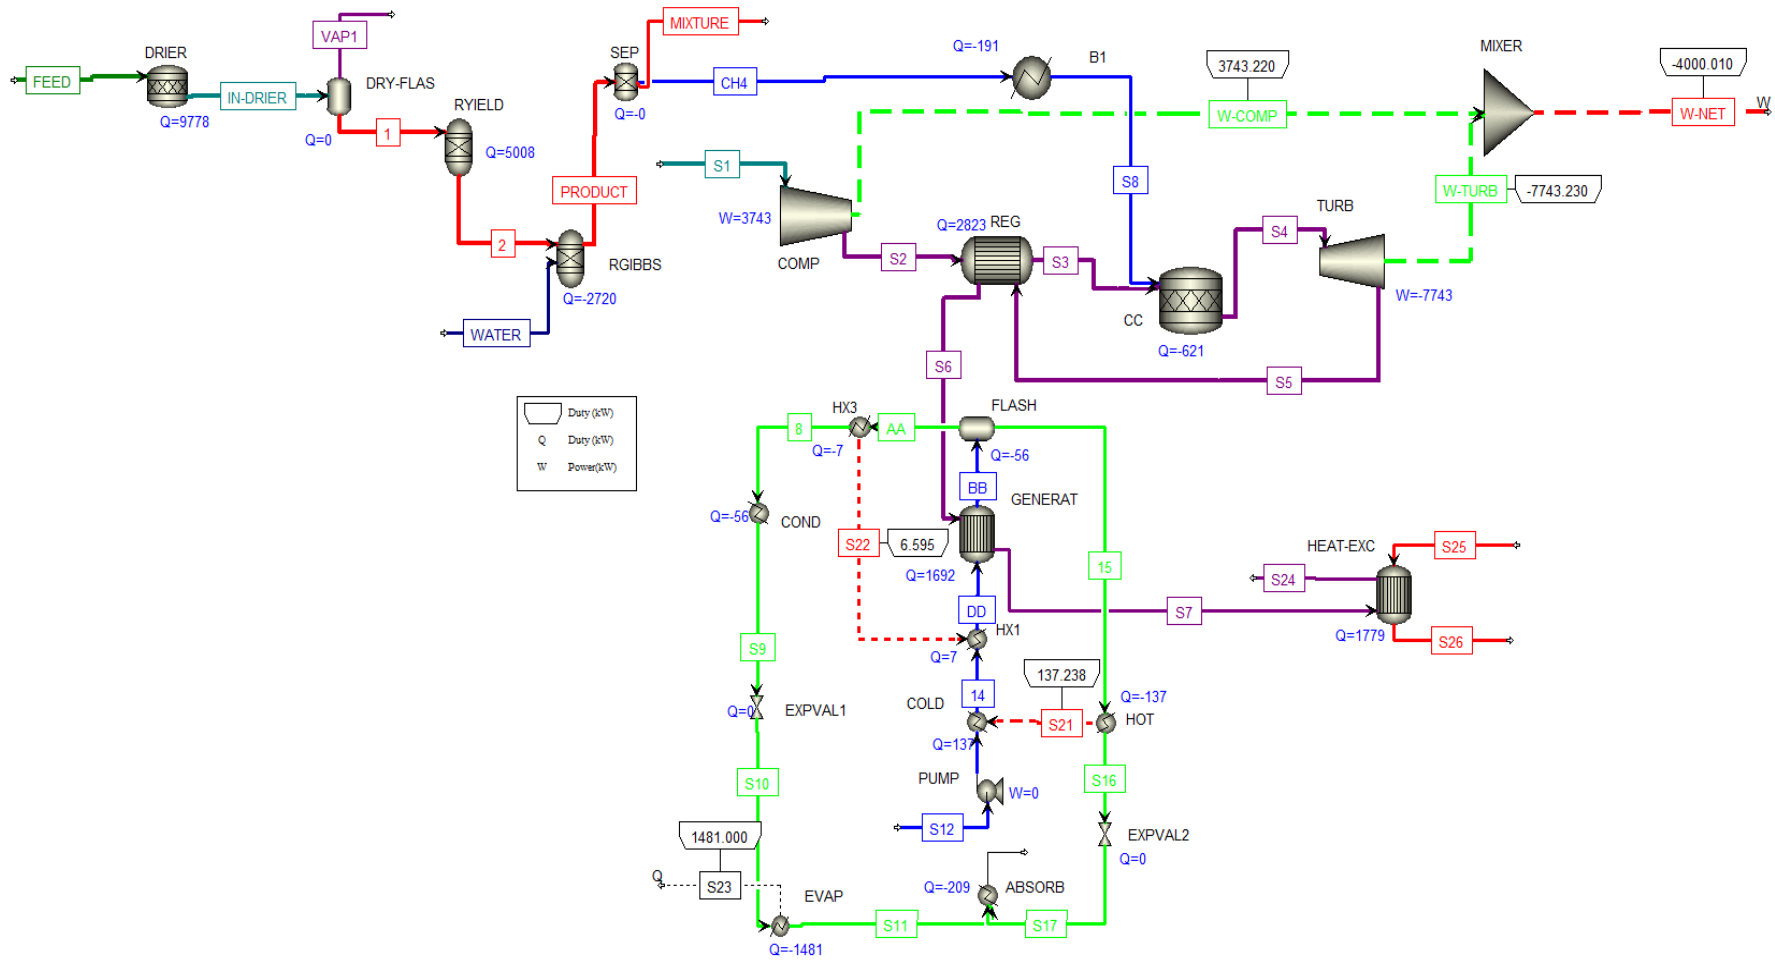 MIXTURE
VAP1
SEP
Q=-191
MIXER
DRIER
B1
3743.220
-4000.010
FEED
IN-DRIER
DRY-FLAS
CH4
RYIELD
Q=-0
W-COMP
W-NET
W
Q=9778
Q=0
1
Q=5008
S1
S8
PRODUCT
W-TURB
-7743.230
W=3743
Q=2823
REG
TURB
2
RGIBBS
COMP
S2
S3
S4
Q=-2720
W=-7743
WATER
CC
Q=-621
S6
S5
Duty (kW)
Q
Duty (kW)
W
Power(kW)
HX3
FLASH
8
AA
Q=-7
Q=-56
BB
GENERAT
Q=-56
COND
S22
6.595
HEAT-EXC
S25
Q=1692
15
S24
DD
S7
HX1
Q=1779
S26
S9
Q=7
137.238
14
Q=-137
COLD
S21
HOT
Q=0
EXPVAL1
Q=137
S10
PUMP
W=0
S16
1481.000
S12
EXPVAL2
Q=0
Q
S23
EVAP
Q=-209
ABSORB
S11
S17
Q=-1481